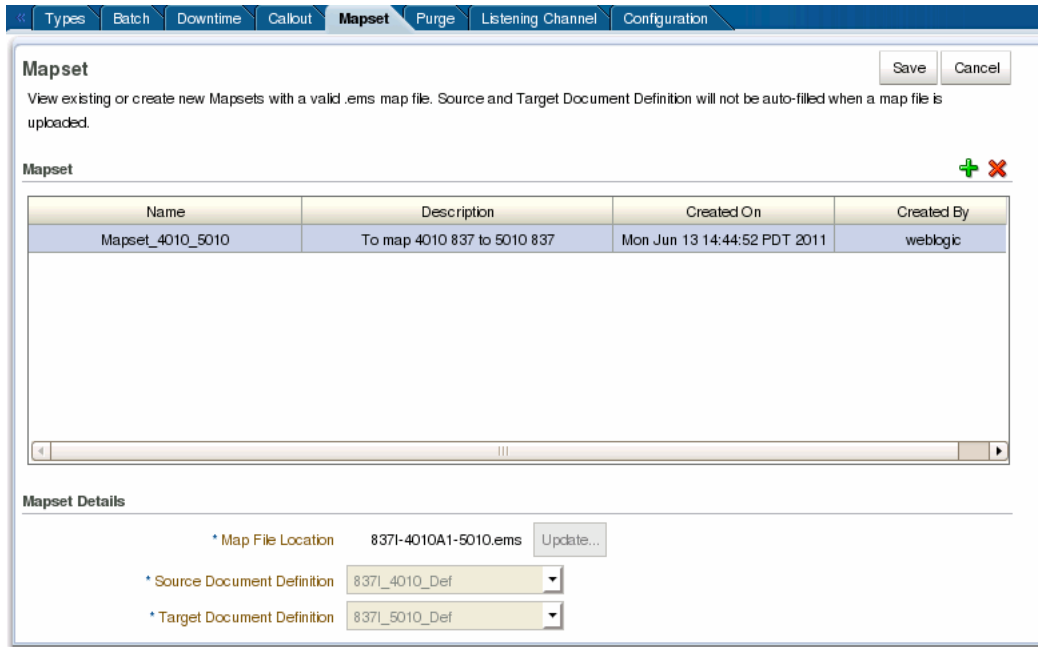 Types Batch Downtime Callout Mapset Purge Listening Channel Configuration
Mapset Save Cancel
View existing or create new Mapsets with a valid .ems map file. Source and Target Document Definition will not be auto-filled when a map file is
uploaded.
Mapset
Name Description Created On Created By
Mapset_4010_5010 To map 4010 837 to 5010 837 Mon Jun 13 14:44:52 PDT 2011 weblogic
Mapset Details
* Map File Location 837I-4010A1-5010.ems Update...
* Source Document Definition 837I_4010_Def
* Target Document Definition 837I_5010_Def